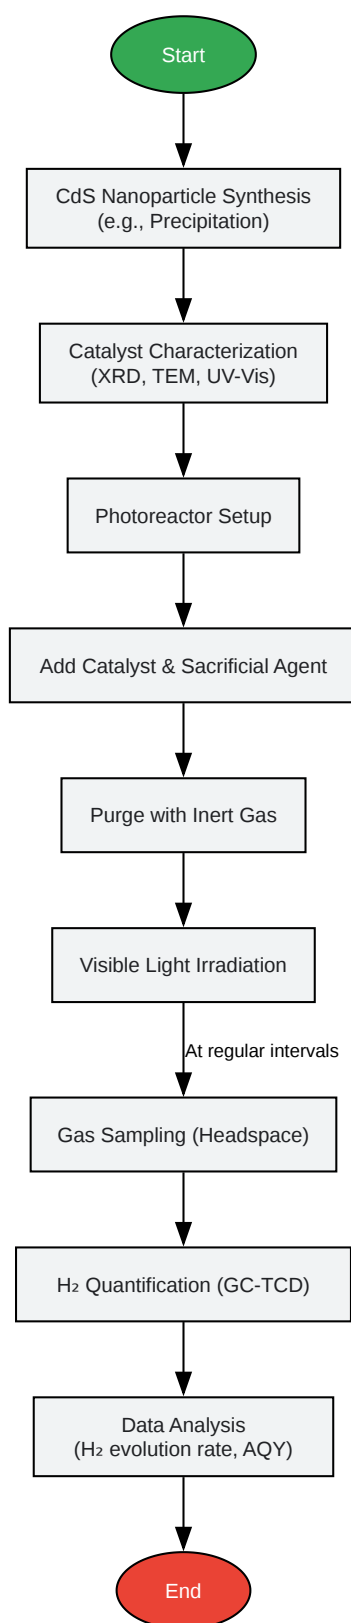 Start
CdS Nanoparticle Synthesis
(e.g., Precipitation)
Catalyst Characterization
(XRD, TEM, UV-Vis)
Photoreactor Setup
Add Catalyst & Sacrificial Agent
Purge with Inert Gas
Visible Light Irradiation
At regular intervals
Gas Sampling (Headspace)
H₂ Quantification (GC-TCD)
Data Analysis
(H₂ evolution rate, AQY)
End